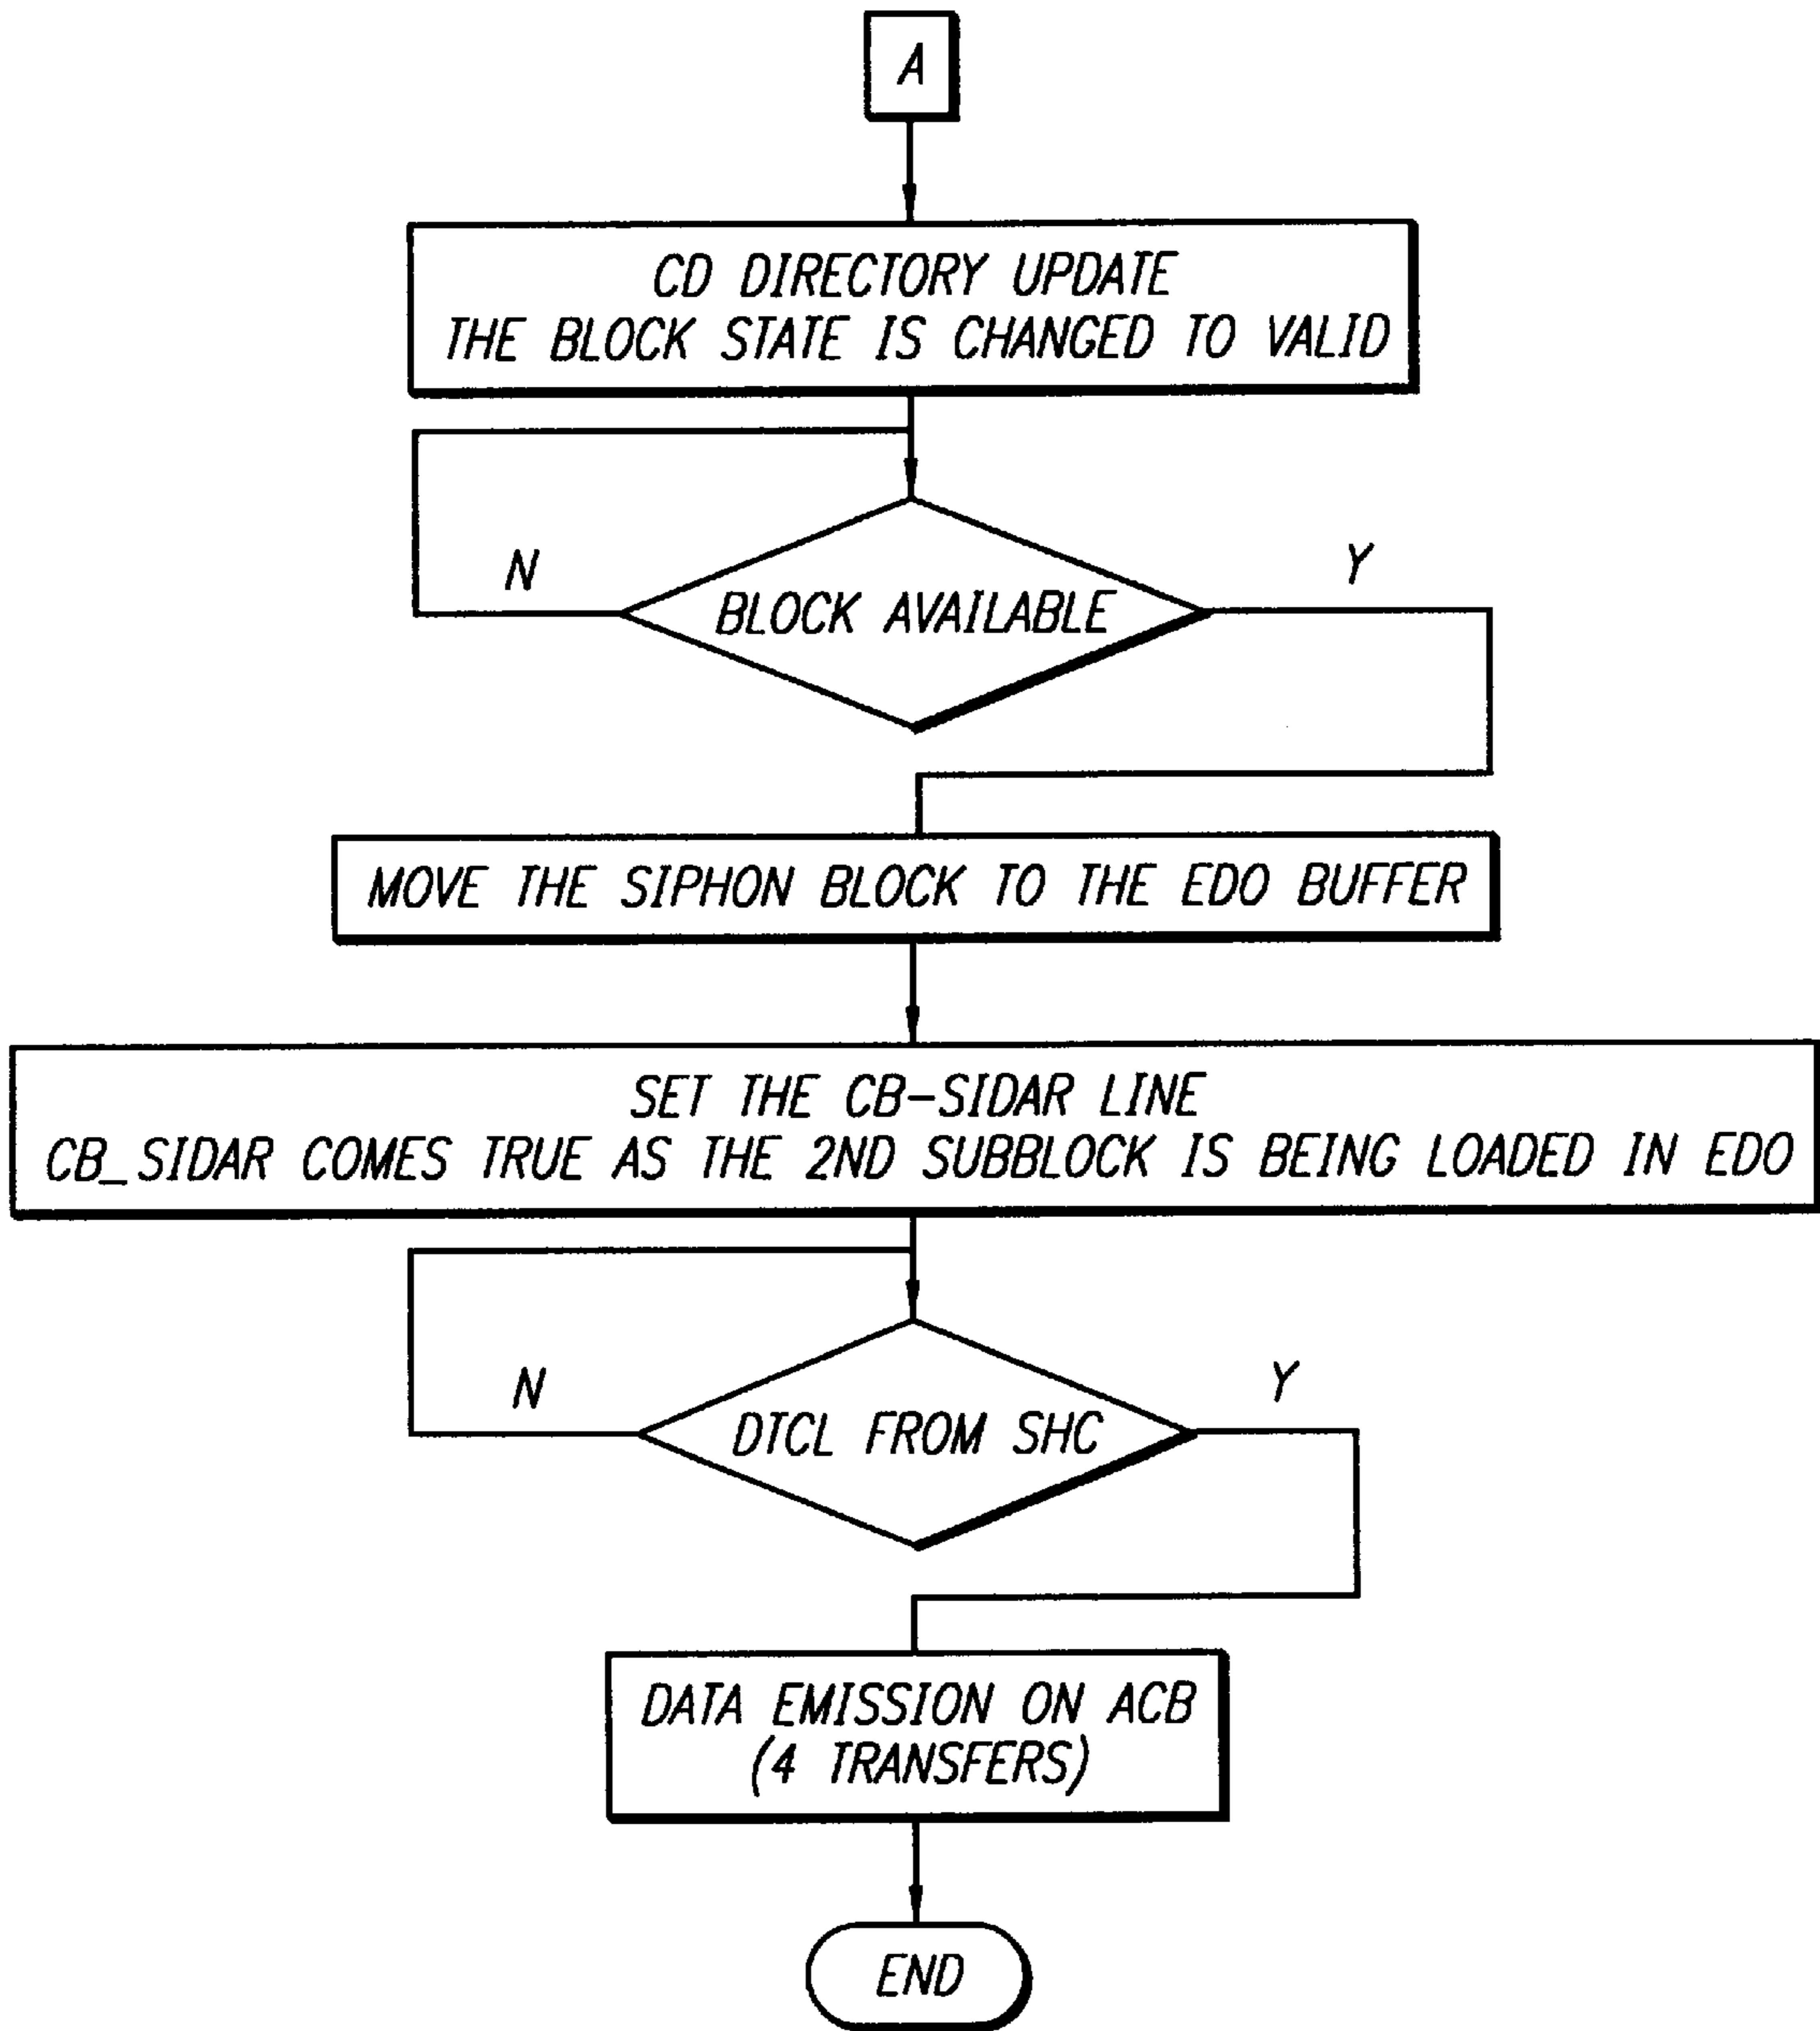 A
CD DIRECTORY UPDATE
THE BLOCK STATE IS CHANGED TO VALID
N
Y
BLOCK AVAILABLE
MOVE THE SIPHON BLOCK TO THE EDO BUFFER
SET THE CB-SIDAR LINE
CB_SIDAR COMES TRUE AS THE 2ND SUBBLOCK IS BEING LOADED IN EDO
N
Y
DTCL FROM SHC
DATA EMISSION ON ACB
(4 TRANSFERS)
END